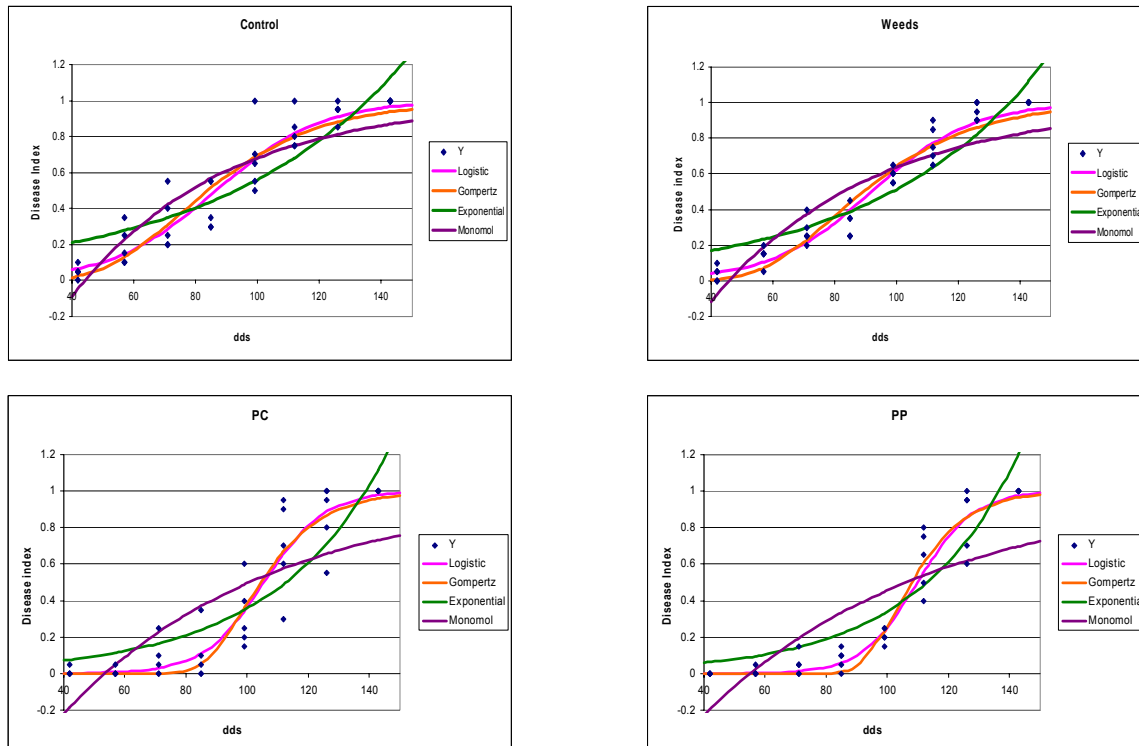 Control
1.2
1
0.8
0.6
0.4
0.2
0
-0.2
40 60 80 100 120 140
Disease Index
dds
Y
Logistic
Gompertz
Exponential
Monomol
Weeds
1.2
1
0.8
0.6
0.4
0.2
0
-0.2
40 60 80 100 120 140
Disease index
dds
Y
Logistic
Gompertz
Exponential
Monomol
PC
1.2
1
0.8
0.6
0.4
0.2
0
-0.2
40 60 80 100 120 140
Disease index
dds
Y
Logistic
Gompertz
Exponential
Monomol
PP
1.2
1
0.8
0.6
0.4
0.2
0
-0.2
40 60 80 100 120 140
Disease index
dds
Y
Logistic
Gompertz
Exponential
Monomol